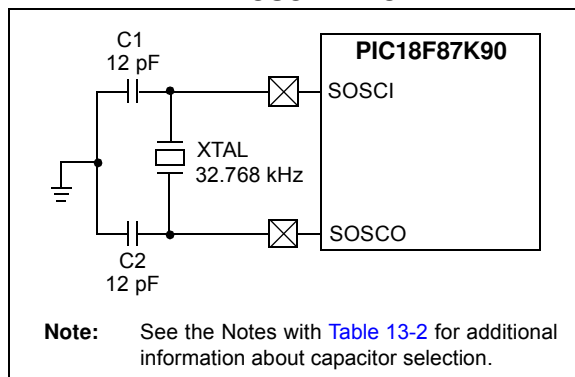 C1
12 pF
PIC18F87K90
SOSCI
XTAL
32.768 kHz
SOSCO
C2
12 pF
Note: See the Notes with Table 13-2 for additional
information about capacitor selection.